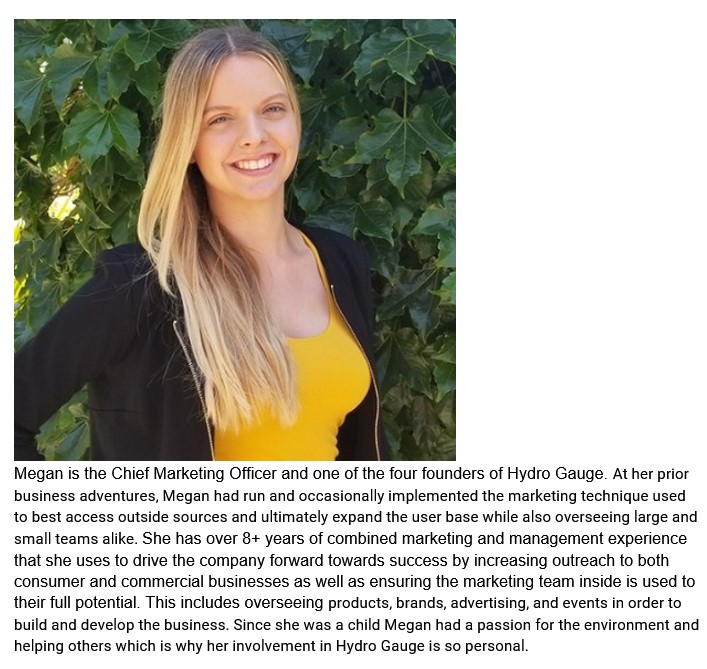 Megan is the Chief Marketing Officer and one of the four founders of Hydro Gauge. At her prior
business adventures, Megan had run and occasionally implemented the marketing technique used
to best access outside sources and ultimately expand the user base while also overseeing large and
small teams alike. She has over 8+ years of combined marketing and management experience
that she uses to drive the company forward towards success by increasing outreach to both
consumer and commercial businesses as well as ensuring the marketing team inside is used to
their full potential. This includes overseeing products, brands, advertising, and events in order to
build and develop the business. Since she was a child Megan had a passion for the environment and
helping others which is why her involvement in Hydro Gauge is so personal.